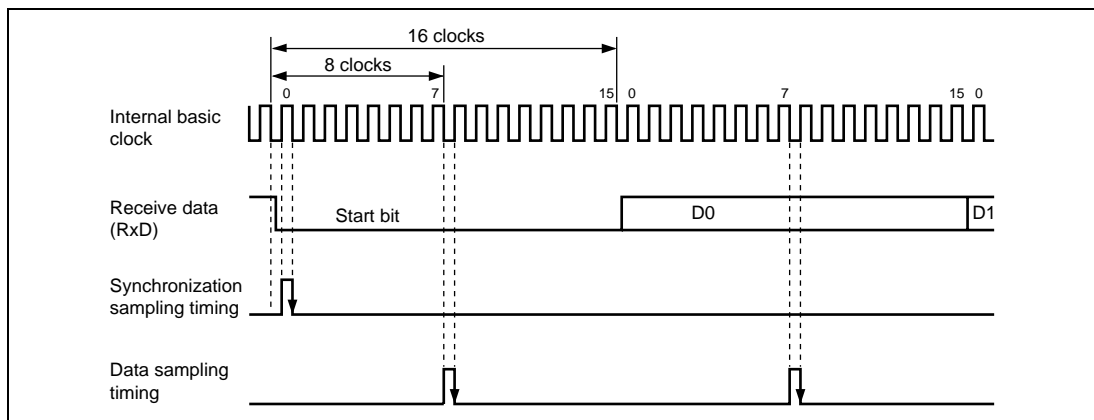 16 clocks
8 clocks
0 7 15 0 7 15 0
Internal basic
clock
Receive data
(RxD)
Start bit D0 D1
Synchronization
sampling timing
Data sampling
timing